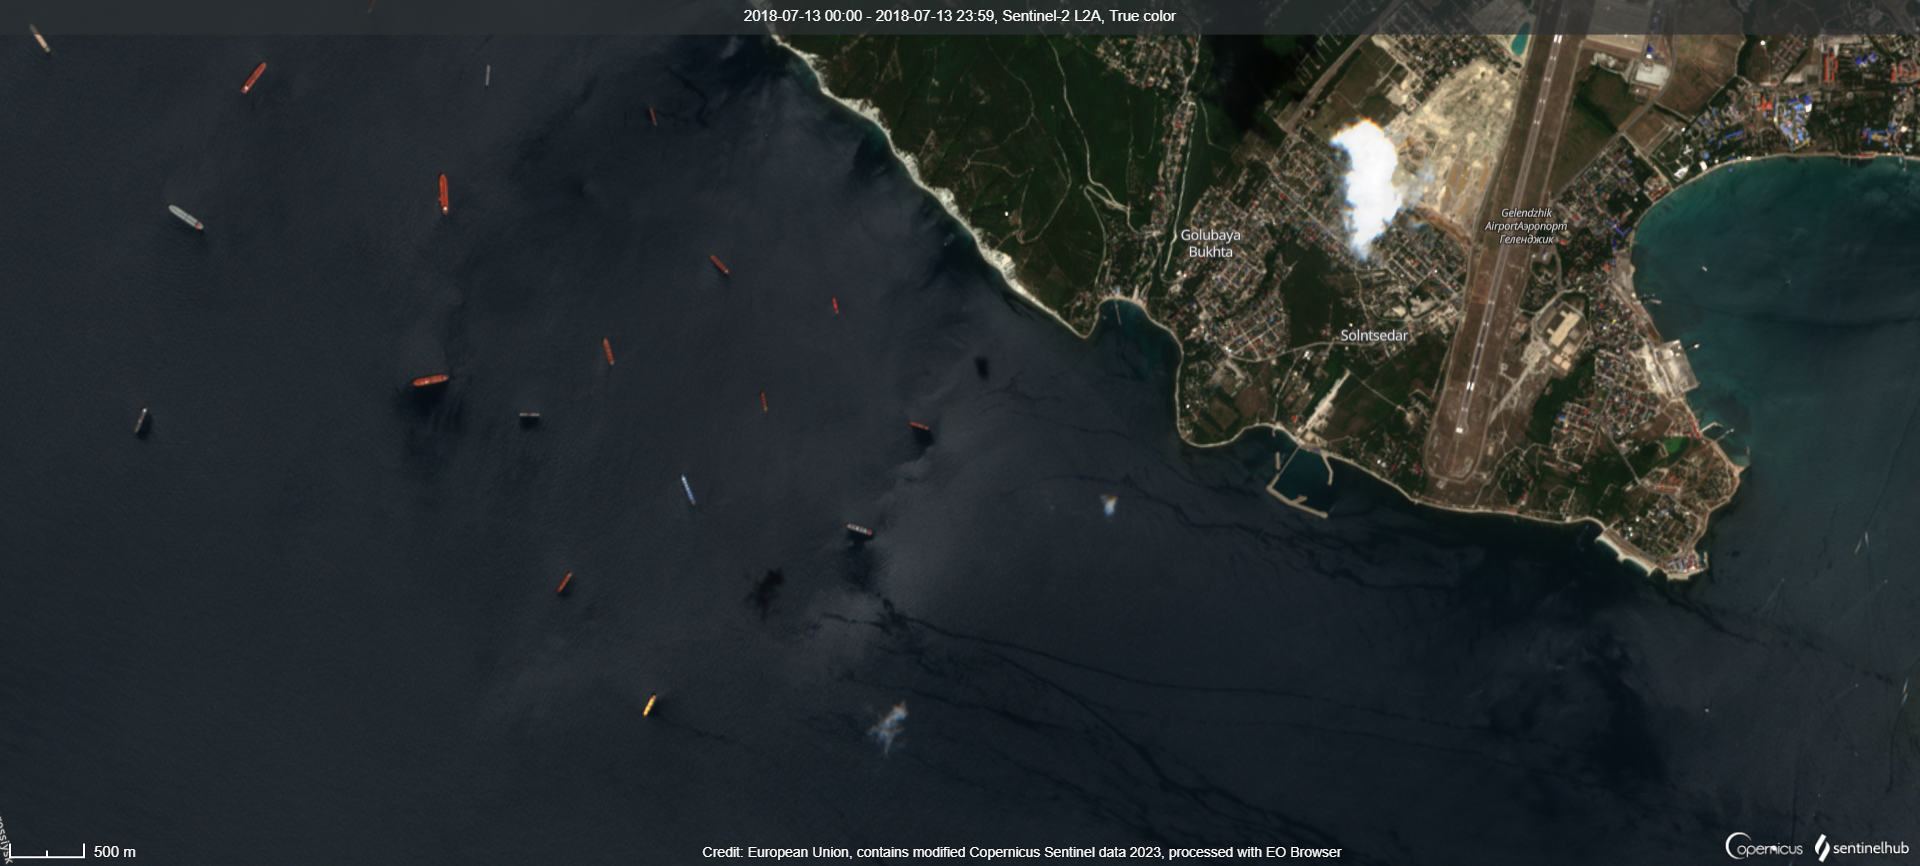 2018-07-13 00:00 - 2018-07-13 23:59, Sentinel-2 L2A, True color
Gelendzhik
AirportАэропорт
Геленджик
Golubaya
Bukhta
Solntsedar
500 m
Credit: European Union, contains modified Copernicus Sentinel data 2023, processed with EO Browser
Copernicus
sentinelhub